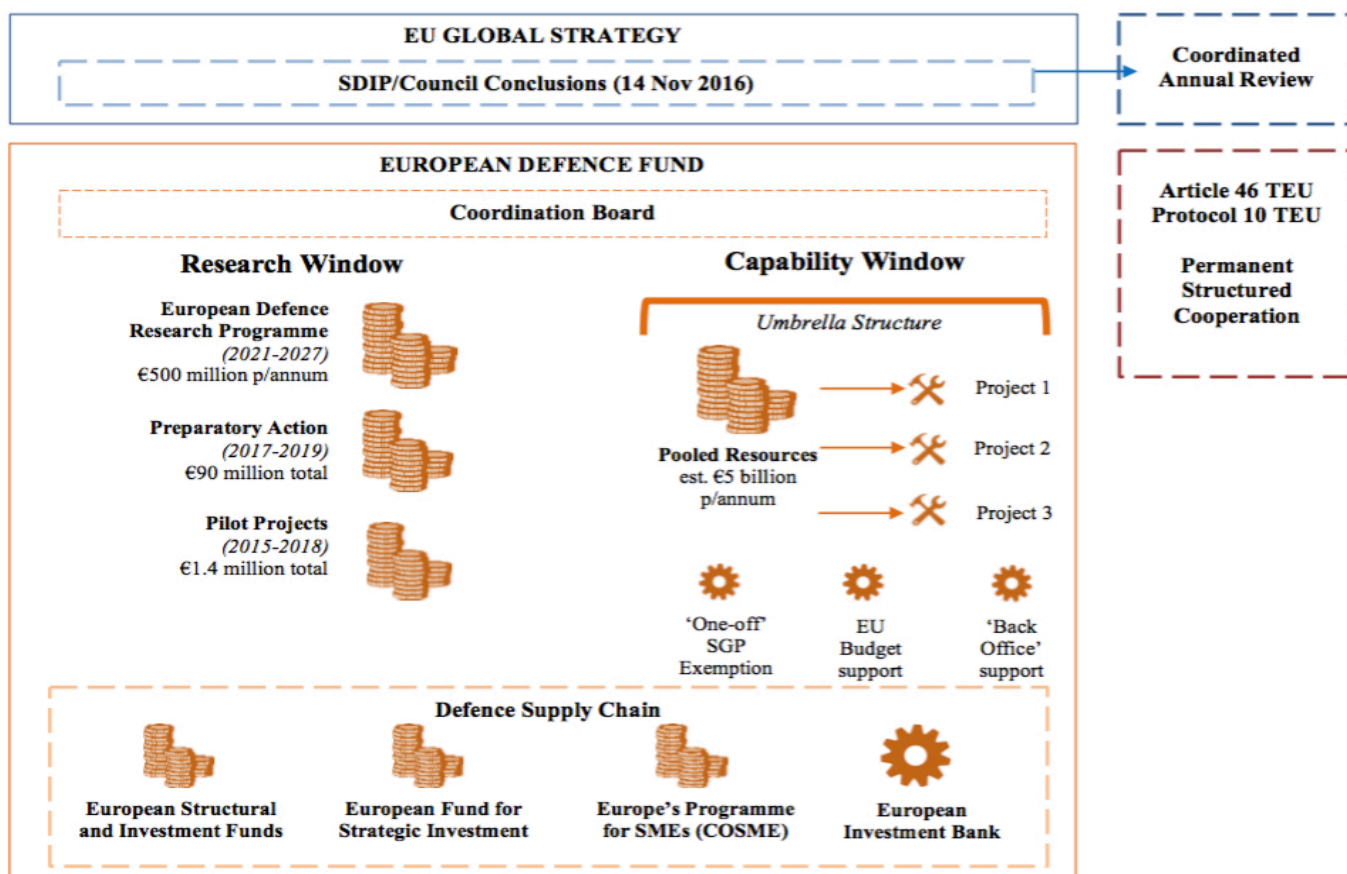 EU GLOBAL STRATEGY
SDIP/Council Conclusions (14 Nov 2016)
Coordinated
Annual Review
Article 46 TEU
Protocol 10 TEU
Permanent
Structured
Cooperation
EUROPEAN DEFENCE FUND
Coordination Board
Research Window
European Defence
Research Programme
(2021-2027)
€500 million p/annum
Preparatory Action
(2017-2019)
€90 million total
Pilot Projects
(2015-2018)
€1.4 million total
Capability Window
Umbrella Structure
Pooled Resources
est. €5 billion
p/annum
Project 1
Project 2
Project 3
‘One-off’
SGP
Exemption
EU
Budget
support
‘Back
Office’
support
Defence Supply Chain
European Structural
and Investment Funds
European Fund for
Strategic Investment
Europe’s Programme
for SMEs (COSME)
European
Investment Bank